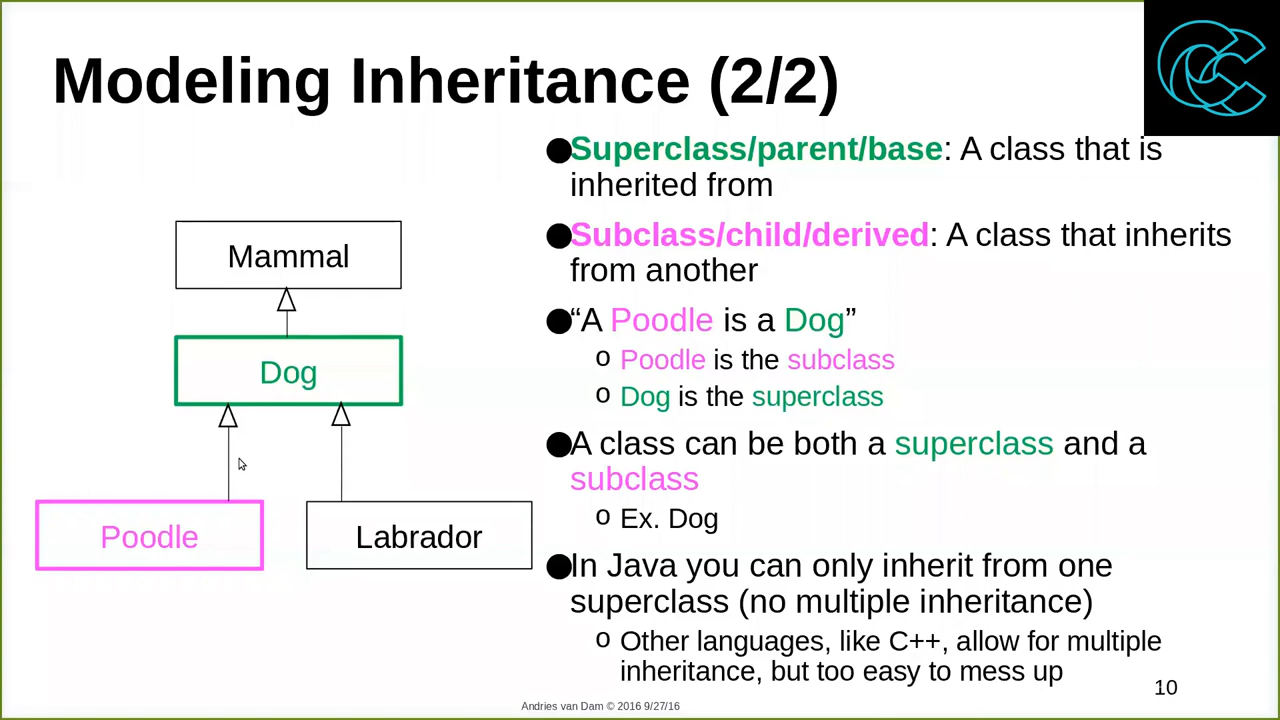 Modeling Inheritance (2/2)
Mammal
Dog
Poodle
Labrador
●Superclass/parent/base: A class that is
inherited from
●Subclass/child/derived: A class that inherits
from another
●“A Poodle is a Dog”
o Poodle is the subclass
o Dog is the superclass
●A class can be both a superclass and a
subclass
o Ex. Dog
●In Java you can only inherit from one
superclass (no multiple inheritance)
o Other languages, like C++, allow for multiple
inheritance, but too easy to mess up
Andries van Dam © 2016 9/27/16
10